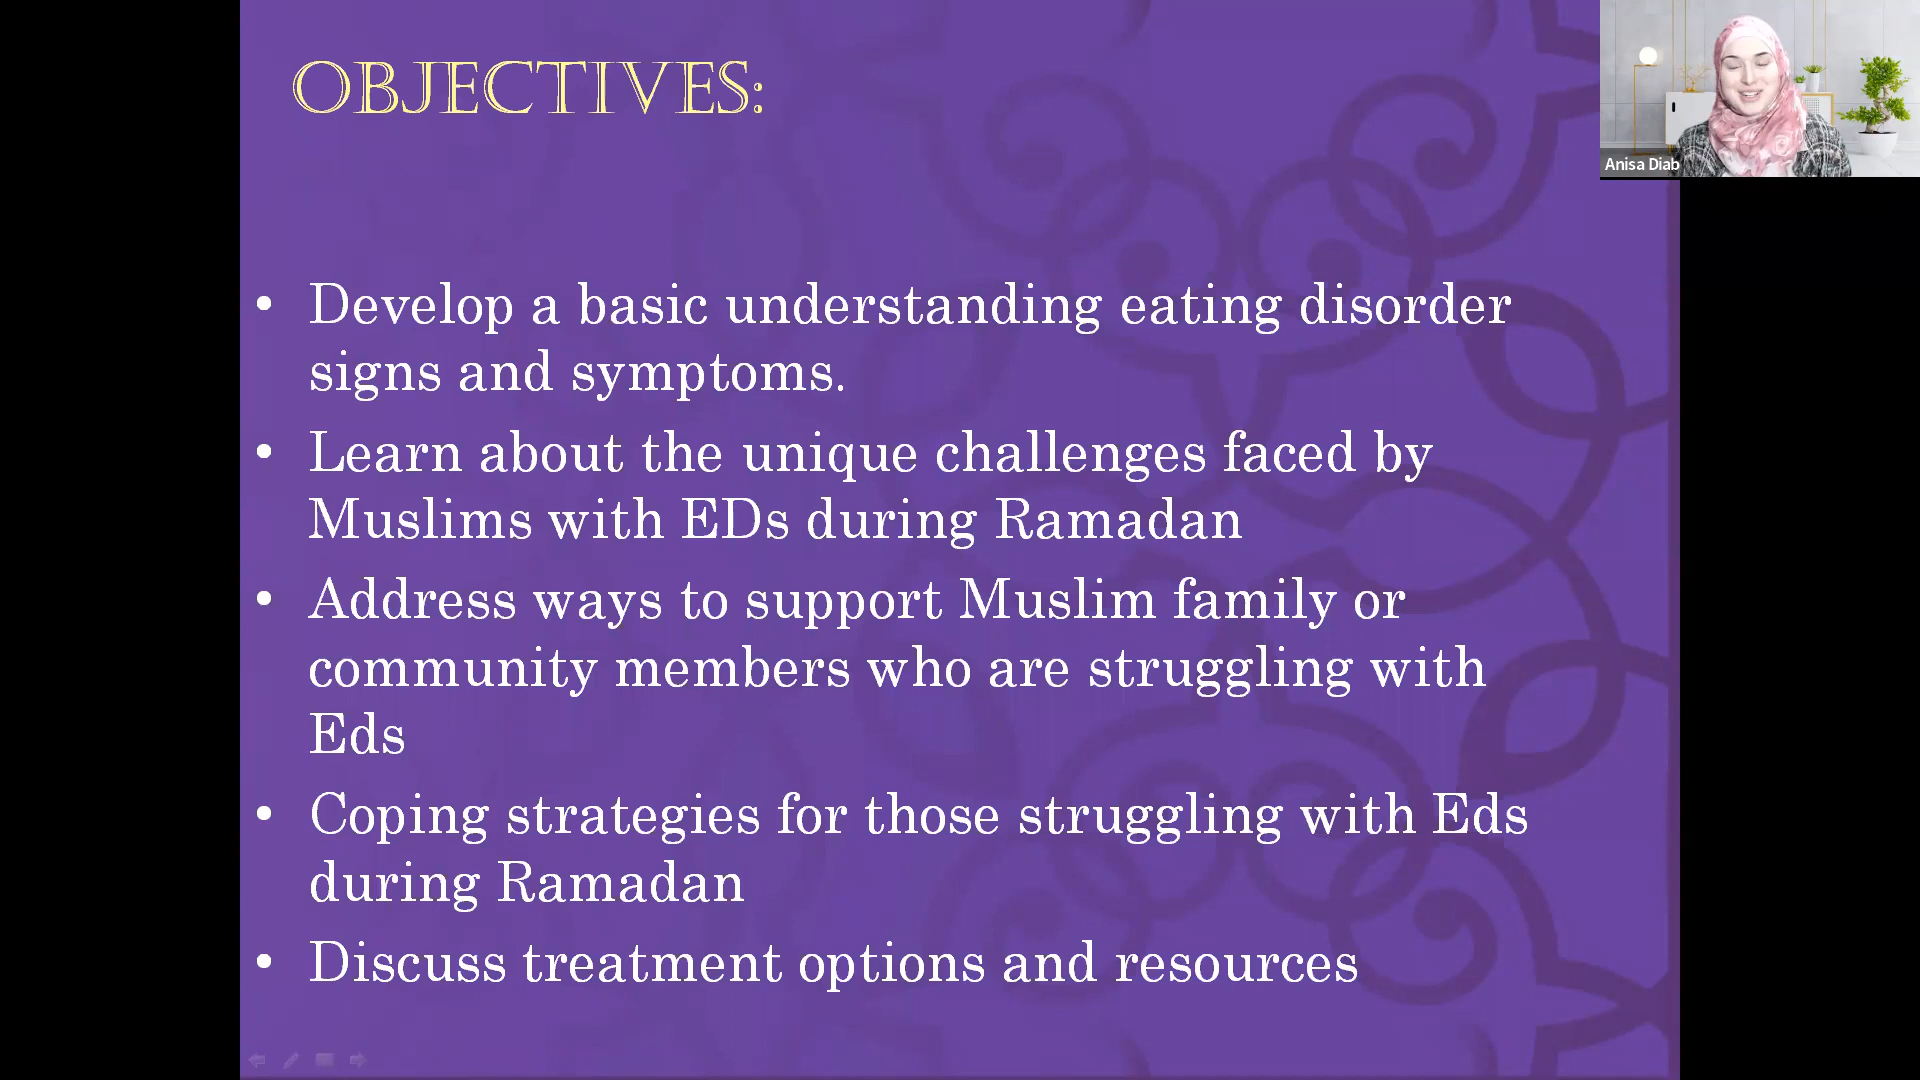 OBJECTIVES:
Anisa Diab
• Develop a basic understanding eating disorder
signs and symptoms.
• Learn about the unique challenges faced by
Muslims with EDs during Ramadan
• Address ways to support Muslim family or
community members who are struggling with
Eds
• Coping strategies for those struggling with Eds
during Ramadan
• Discuss treatment options and resources